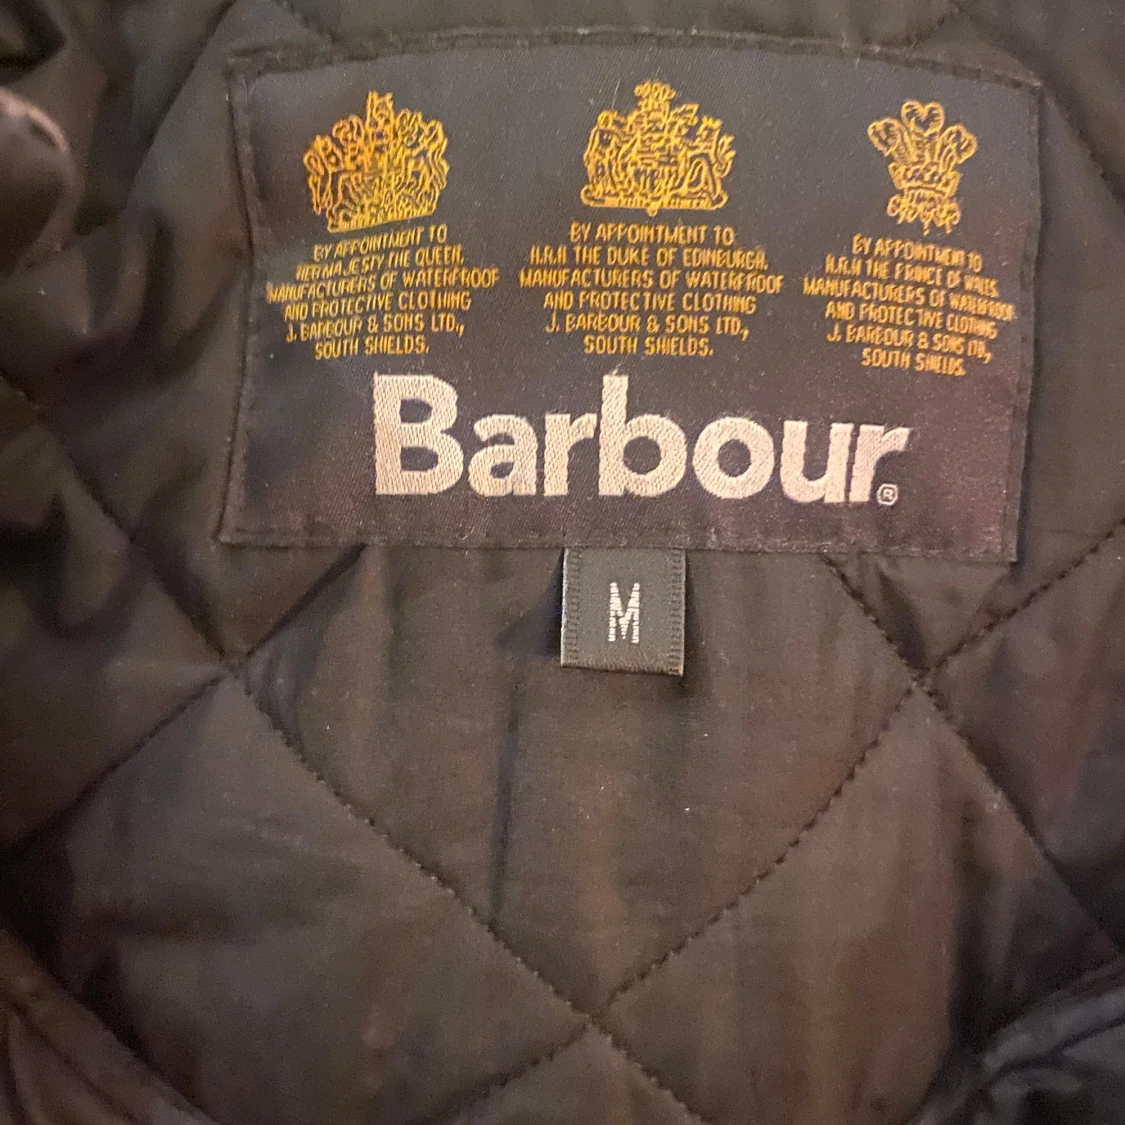 BY APPOINTMENT TO
HER MAJESTY THE QUEEN,
MANUFACTURERS OF WATERPROOF
AND PROTECTIVE CLOTHING
J. BARBOUR & SONS LTD.,
SOUTH SHIELDS.
BY APPOINTMENT TO
H.R.H THE DUKE OF EDINBURGH,
MANUFACTURERS OF WATERPROOF
AND PROTECTIVE CLOTHING
J. BARBOUR & SONS LTD.,
SOUTH SHIELDS.
BY APPOINTMENT TO
H.R.H THE PRINCE OF WALES,
MANUFACTURERS OF WATERPROOF
AND PROTECTIVE CLOTHING
J. BARBOUR & SONS LTD.,
SOUTH SHIELDS.
Barbour®
M